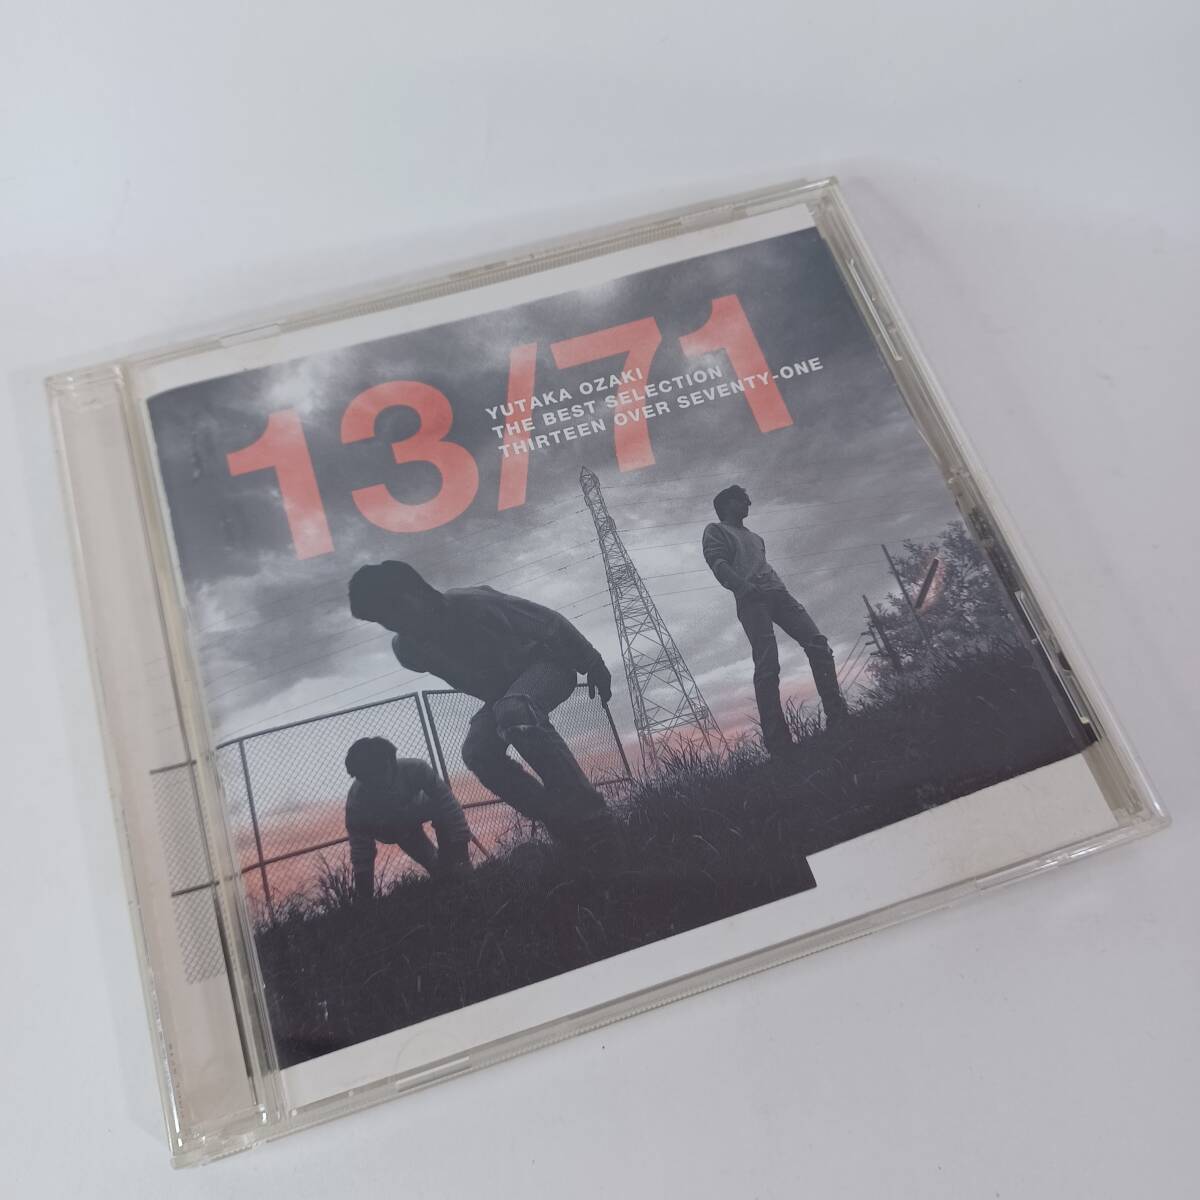 13/71
YUTAKA OZAKI
THE BEST SELECTION
THIRTEEN OVER SEVENTY-ONE